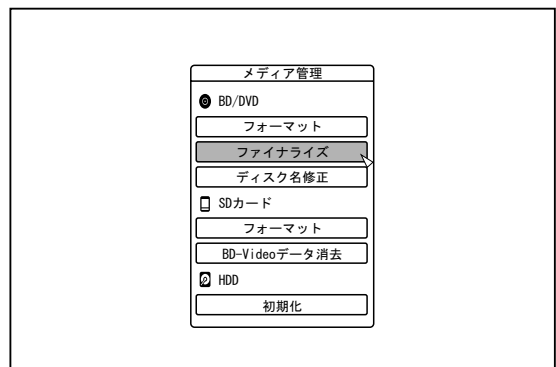 メディア管理
BD/DVD
フォーマット
ファイナライズ
ディスク名修正
SDカード
フォーマット
BD-Videoデータ消去
HDD
初期化